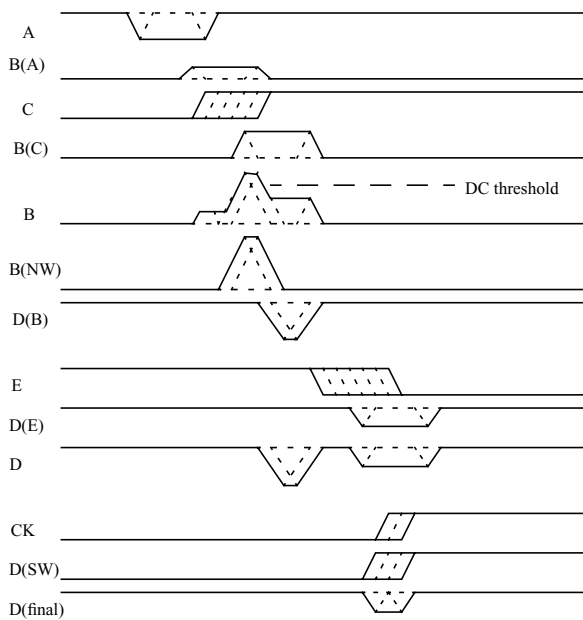 A
B(A)
C
B(C)
DC threshold
B
B(NW)
D(B)
E
D(E)
D
CK
D(SW)
D(final)